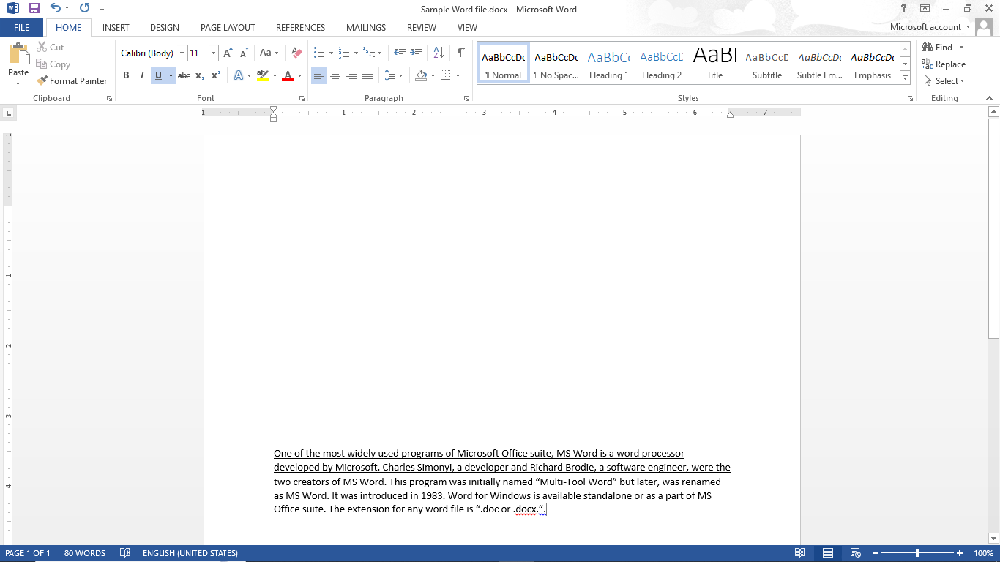 Sample Word file.docx - Microsoft Word
FILE HOME INSERT DESIGN PAGE LAYOUT REFERENCES MAILINGS REVIEW VIEW Microsoft account
Paste
Cut
Copy
Format Painter
Calibri (Body) 11
AaBbCcDc AaBbCcDc AaBbCc AaBbCcD AaBl AaBbCcD AaBbCcDc AaBbCcDc
¶ Normal ¶ No Spac... Heading 1 Heading 2 Title Subtitle Subtle Em... Emphasis
Find
Replace
Select
Clipboard Font Paragraph Styles Editing
1 1 2 3 4 5 6 7
1
1
2
3
4
One of the most widely used programs of Microsoft Office suite, MS Word is a word processor
developed by Microsoft. Charles Simonyi, a developer and Richard Brodie, a software engineer, were the
two creators of MS Word. This program was initially named “Multi-Tool Word” but later, was renamed
as MS Word. It was introduced in 1983. Word for Windows is available standalone or as a part of MS
Office suite. The extension for any word file is “.doc or .docx.”.
PAGE 1 OF 1 80 WORDS ENGLISH (UNITED STATES) 100%